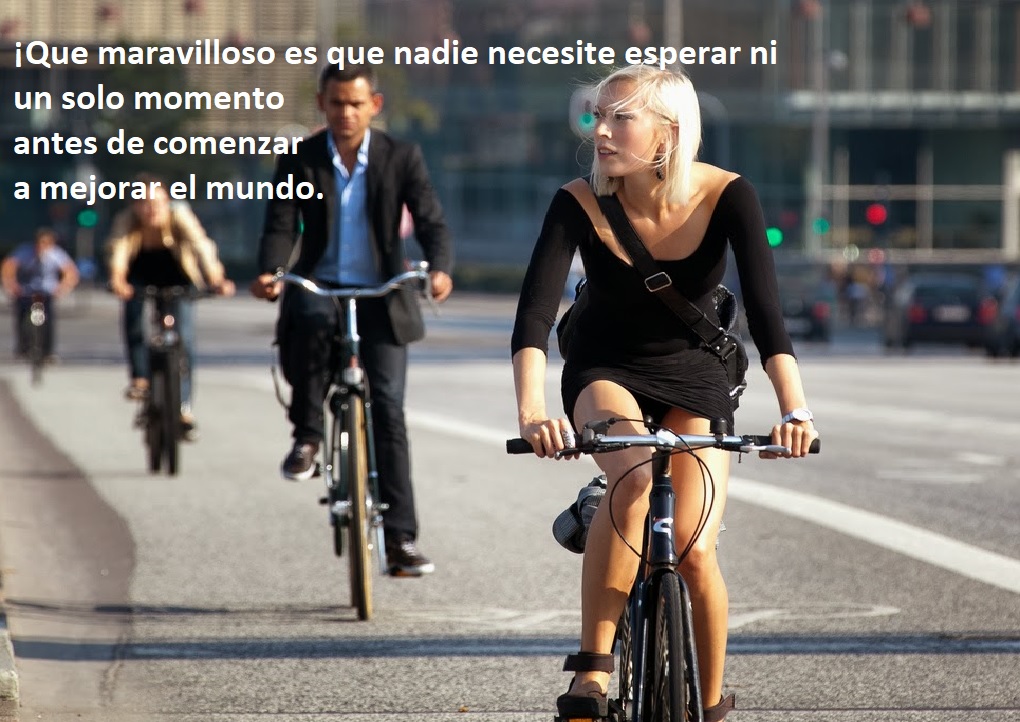 ¡Que maravilloso es que nadie necesite esperar ni
un solo momento
antes de comenzar
a mejorar el mundo.